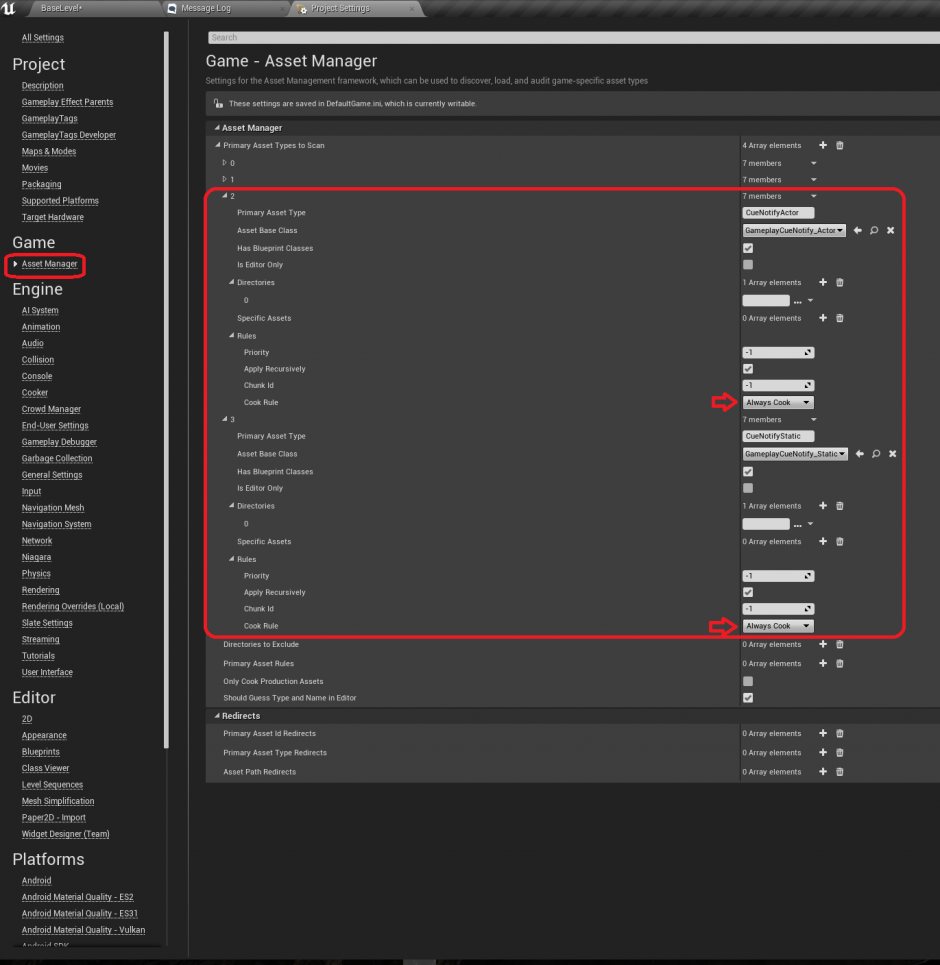 BaseLevel*
Message Log
Project Settings
All Settings
Project
Description
Gameplay Effect Parents
GameplayTags
GameplayTags Developer
Maps & Modes
Movies
Packaging
Supported Platforms
Target Hardware
Game
Asset Manager
Engine
AI System
Animation
Audio
Collision
Console
Cooker
Crowd Manager
End-User Settings
Gameplay Debugger
Garbage Collection
General Settings
Input
Navigation Mesh
Navigation System
Network
Niagara
Physics
Rendering
Rendering Overrides (Local)
Slate Settings
Streaming
Tutorials
User Interface
Editor
2D
Appearance
Blueprints
Class Viewer
Level Sequences
Mesh Simplification
Paper2D - Import
Widget Designer (Team)
Platforms
Android
Android Material Quality - ES2
Android Material Quality - ES31
Android Material Quality - Vulkan
Android SDK
Search
Game - Asset Manager
Settings for the Asset Management framework, which can be used to discover, load, and audit game-specific asset types
These settings are saved in DefaultGame.ini, which is currently writable.
Asset Manager
Primary Asset Types to Scan 4 Array elements
0 7 members
1 7 members
2 7 members
Primary Asset Type CueNotifyActor
Asset Base Class GameplayCueNotify_Actor
Has Blueprint Classes
Is Editor Only
Directories 1 Array elements
0 ...
Specific Assets 0 Array elements
Rules
Priority -1
Apply Recursively
Chunk Id -1
Cook Rule Always Cook
3 7 members
Primary Asset Type CueNotifyStatic
Asset Base Class GameplayCueNotify_Static
Has Blueprint Classes
Is Editor Only
Directories 1 Array elements
0 ...
Specific Assets 0 Array elements
Rules
Priority -1
Apply Recursively
Chunk Id -1
Cook Rule Always Cook
Directories to Exclude 0 Array elements
Primary Asset Rules 0 Array elements
Only Cook Production Assets
Should Guess Type and Name in Editor
Redirects
Primary Asset Id Redirects 0 Array elements
Primary Asset Type Redirects 0 Array elements
Asset Path Redirects 0 Array elements